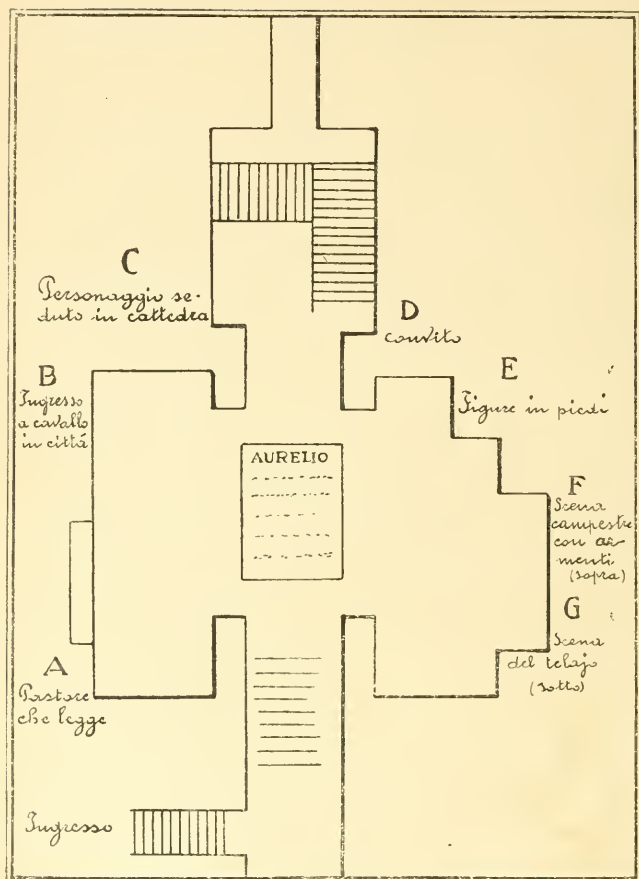 C
Personaggio se-
duto in cattedra
D
convito
B
Ingresso
a cavallo
in città
E
Figure in piedi
AURELIO
F
Scena
campestre
con ar-
menti
(sopra)
G
Scena
del telajo
(sotto)
A
Pastore
che legge
Ingresso